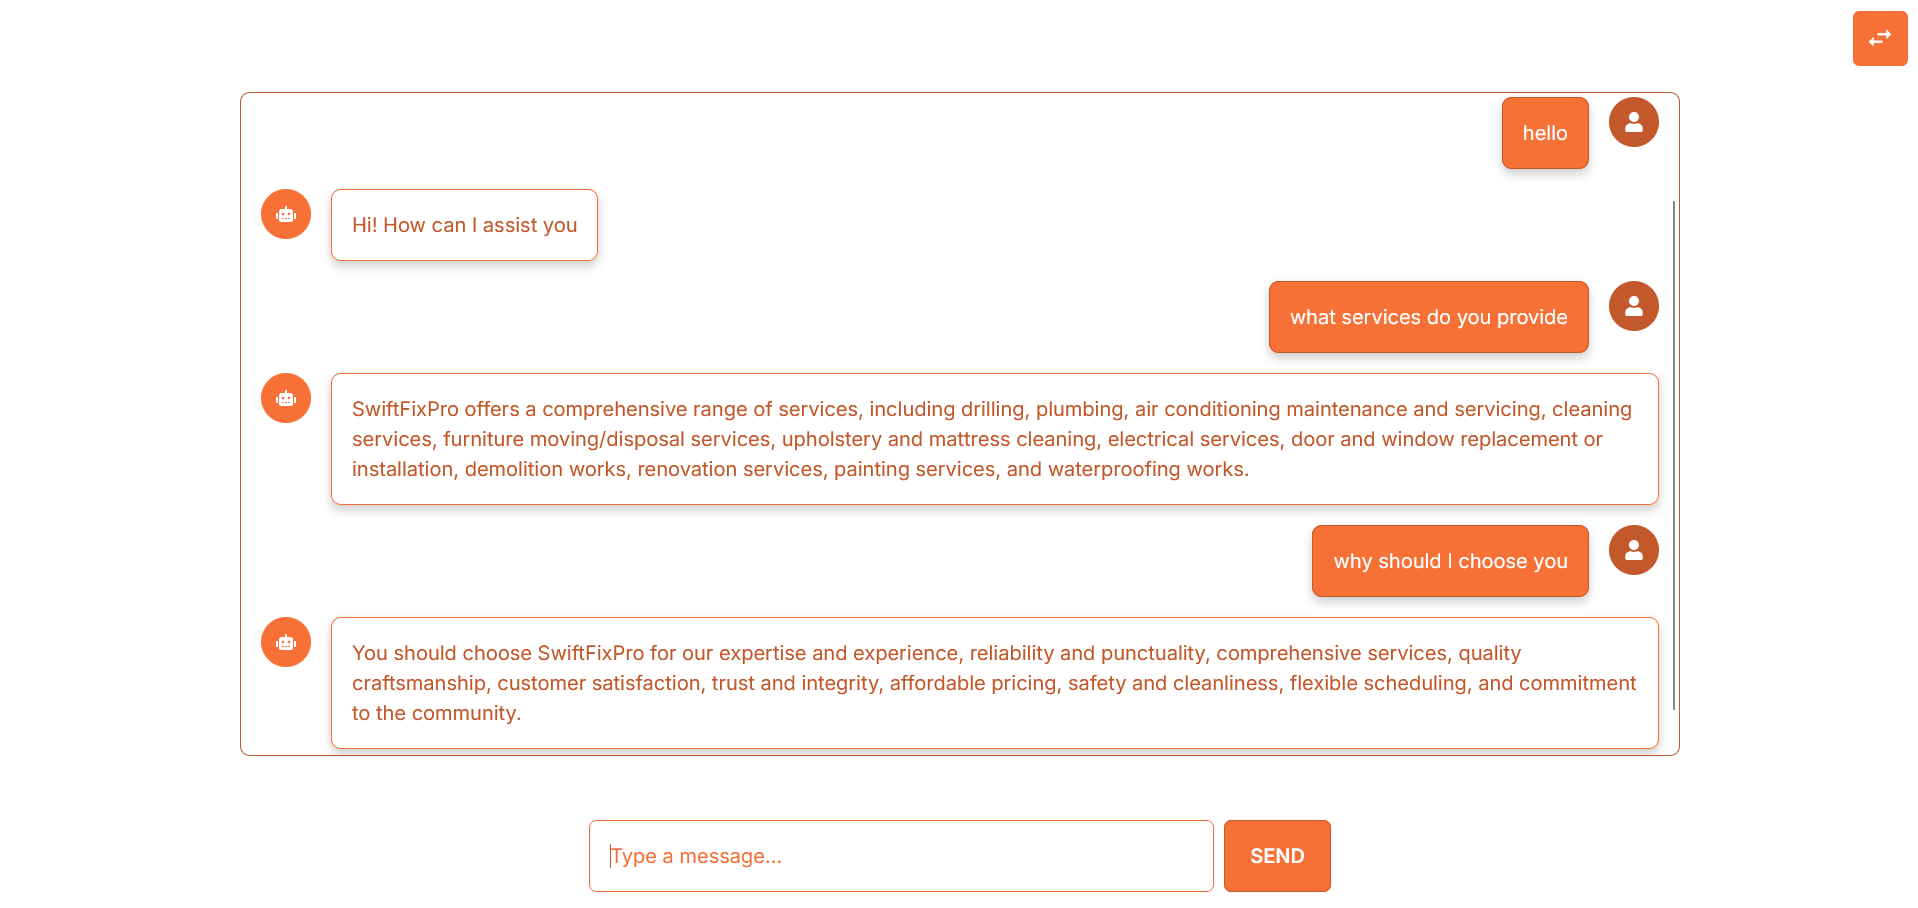 hello
Hi! How can I assist you
what services do you provide
SwiftFixPro offers a comprehensive range of services, including drilling, plumbing, air conditioning maintenance and servicing, cleaning
services, furniture moving/disposal services, upholstery and mattress cleaning, electrical services, door and window replacement or
installation, demolition works, renovation services, painting services, and waterproofing works.
why should I choose you
You should choose SwiftFixPro for our expertise and experience, reliability and punctuality, comprehensive services, quality
craftsmanship, customer satisfaction, trust and integrity, affordable pricing, safety and cleanliness, flexible scheduling, and commitment
to the community.
Type a message...
SEND